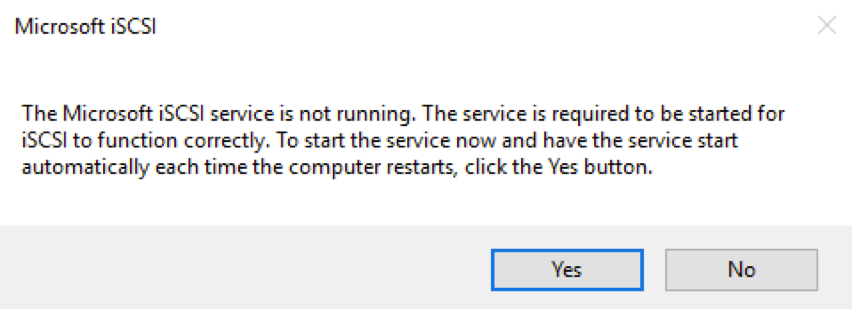 Microsoft iSCSI
The Microsoft iSCSI service is not running. The service is required to be started for
iSCSI to function correctly. To start the service now and have the service start
automatically each time the computer restarts, click the Yes button.
Yes
No